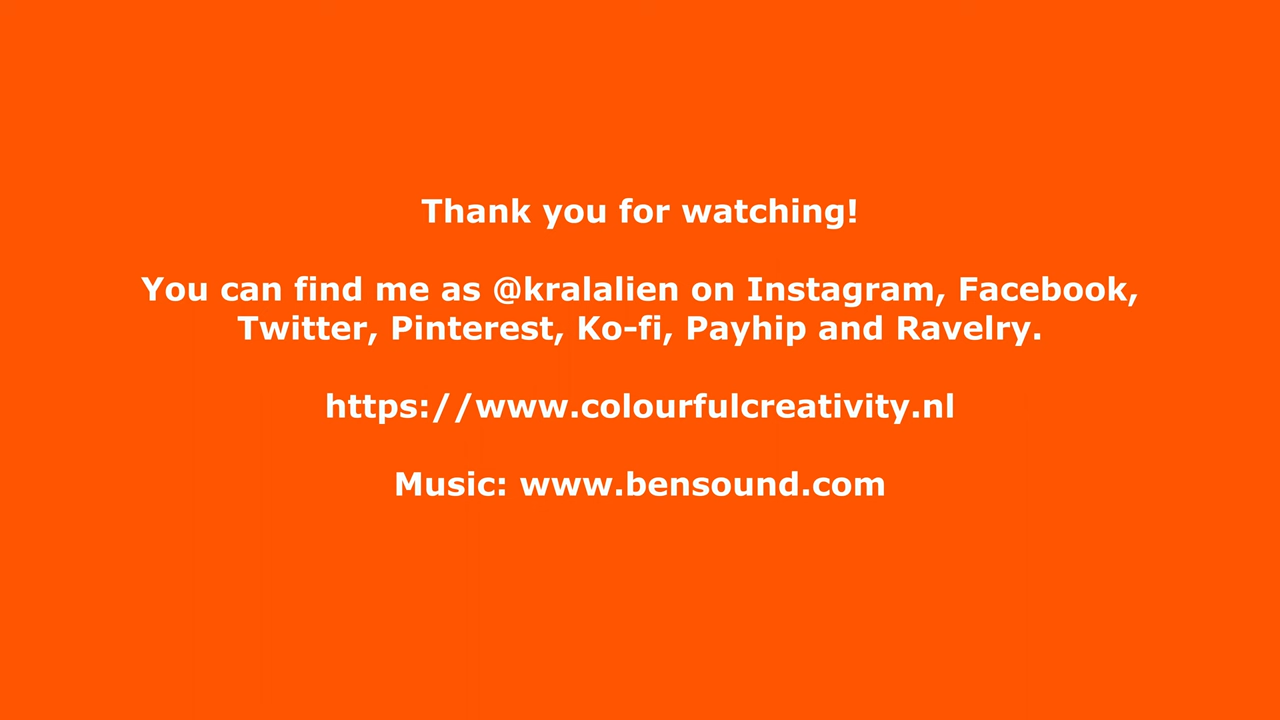 Thank you for watching!
You can find me as @kralalien on Instagram, Facebook,
Twitter, Pinterest, Ko-fi, Payhip and Ravelry.
https://www.colourfulcreativity.nl
Music: www.bensound.com